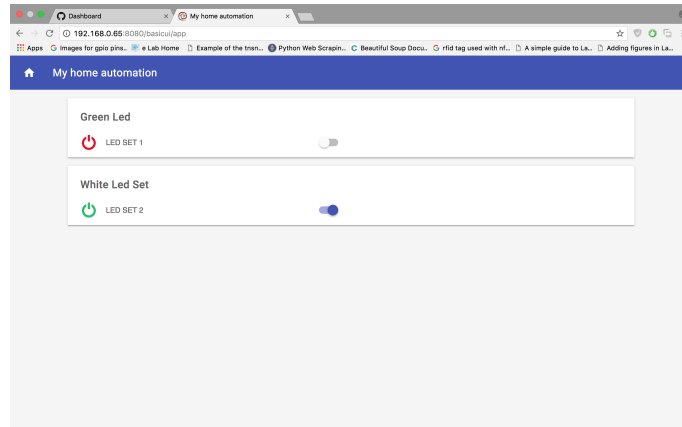 Dashboard
My home automation
192.168.0.65:8080/basicui/app
Apps
Images for gpio pins..
e Lab Home
Example of the tnsn...
Python Web Scrapin..
Beautiful Soup Docu..
rfid tag used with nf...
A simple guide to La...
Adding figures in La...
My home automation
Green Led
LED SET 1
White Led Set
LED SET 2